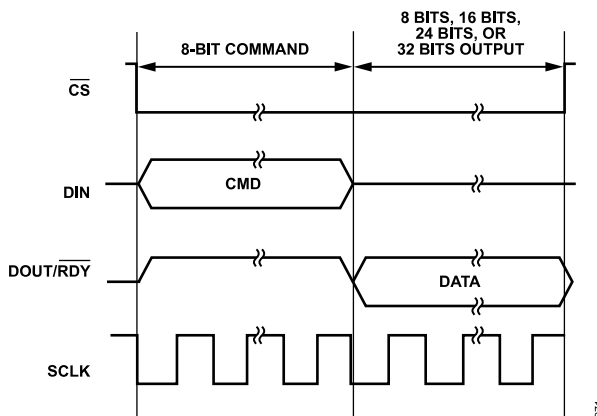 8-BIT COMMAND
8 BITS, 16 BITS,
24 BITS, OR
32 BITS OUTPUT
CS
DIN
CMD
DOUT/RDY
DATA
SCLK